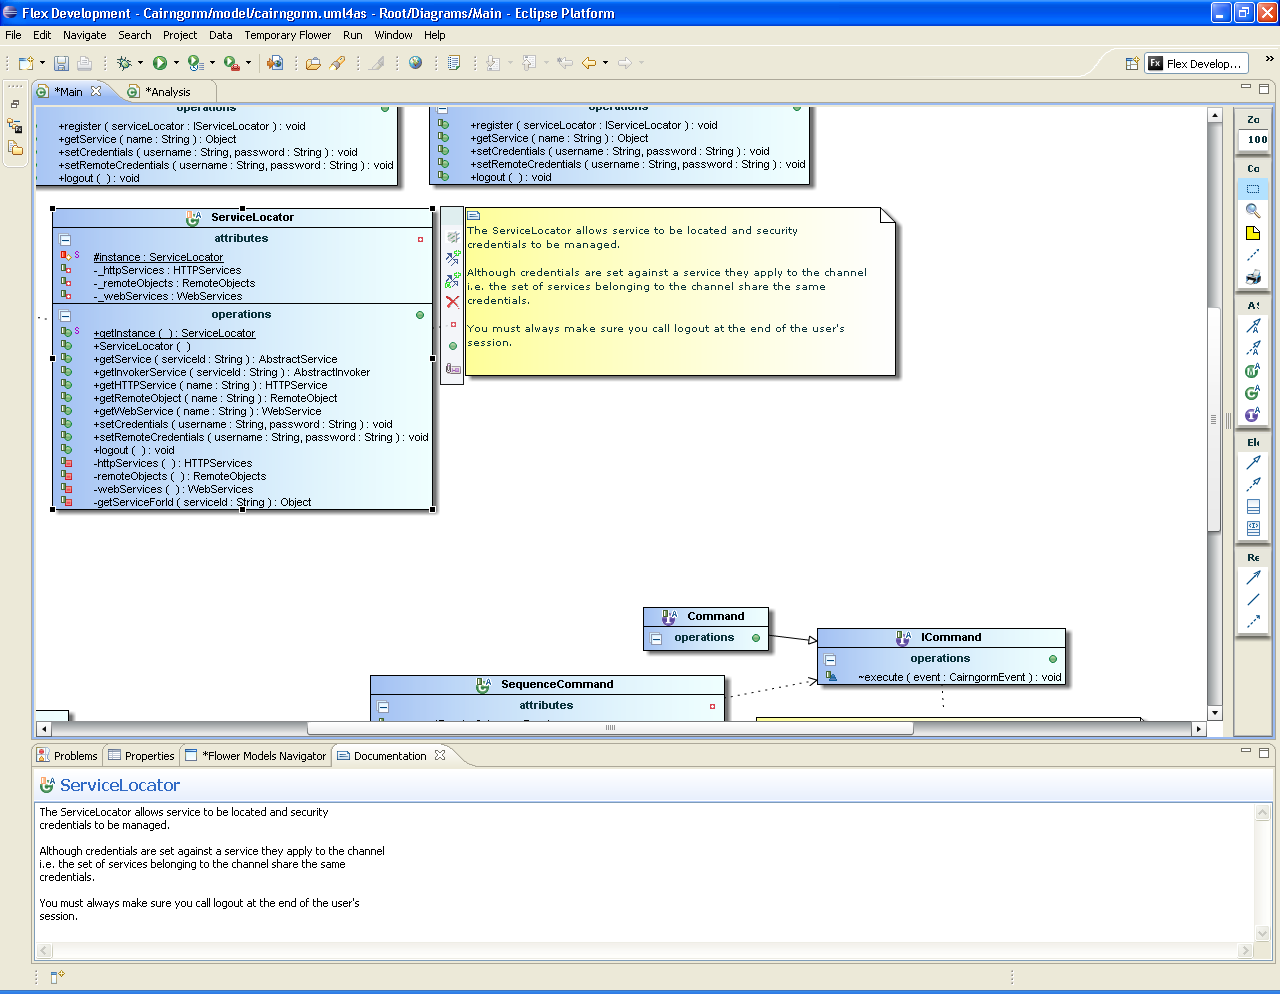 Flex Development - Cairngorm/model/cairngorm.uml4as - Root/Diagrams/Main - Eclipse Platform
File Edit Navigate Search Project Data Temporary Flower Run Window Help
Fx Flex Develop...
*Main *Analysis
operations
+register ( serviceLocator : IServiceLocator ) : void
+getService ( name : String ) : Object
+setCredentials ( username : String, password : String ) : void
+setRemoteCredentials ( username : String, password : String ) : void
+logout ( ) : void
operations
+register ( serviceLocator : IServiceLocator ) : void
+getService ( name : String ) : Object
+setCredentials ( username : String, password : String ) : void
+setRemoteCredentials ( username : String, password : String ) : void
+logout ( ) : void
ServiceLocator
attributes
#instance : ServiceLocator
-_httpServices : HTTPServices
-_remoteObjects : RemoteObjects
-_webServices : WebServices
operations
+getInstance ( ) : ServiceLocator
+ServiceLocator ( )
+getService ( serviceId : String ) : AbstractService
+getInvokerService ( serviceId : String ) : AbstractInvoker
+getHTTPService ( name : String ) : HTTPService
+getRemoteObject ( name : String ) : RemoteObject
+getWebService ( name : String ) : WebService
+setCredentials ( username : String, password : String ) : void
+setRemoteCredentials ( username : String, password : String ) : void
+logout ( ) : void
-httpServices ( ) : HTTPServices
-remoteObjects ( ) : RemoteObjects
-webServices ( ) : WebServices
-getServiceForId ( serviceId : String ) : Object
The ServiceLocator allows service to be located and security
credentials to be managed.
Although credentials are set against a service they apply to the channel
i.e. the set of services belonging to the channel share the same
credentials.
You must always make sure you call logout at the end of the user's
session.
Zo
100
Co
AS
Ele
Re
Command
operations
ICommand
operations
~execute ( event : CairngormEvent ) : void
SequenceCommand
attributes
Problems Properties *Flower Models Navigator Documentation
ServiceLocator
The ServiceLocator allows service to be located and security
credentials to be managed.
Although credentials are set against a service they apply to the channel
i.e. the set of services belonging to the channel share the same
credentials.
You must always make sure you call logout at the end of the user's
session.